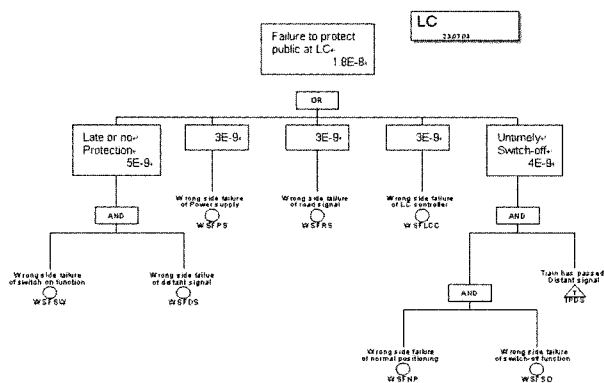 LC
23.07.03
Failure to protect
public at LC
1.8E-8
OR
Late or no
Protection
5E-9
3E-9
3E-9
3E-9
Untimely
Switch-off
4E-9
AND
Wrong side failure
of Power supply
WSFPS
Wrong side failure
of road signal
WSFRS
Wrong side failure
of LC controller
WSFLCC
AND
Wrong side failure
of switch on function
WSFSW
Wrong side failure
of distant signal
WSFDS
AND
Train has passed
Distant signal
T
TPDS
Wrong side failure
of normal positioning
WSFNP
Wrong side failure
of switch-off function
WSFSO